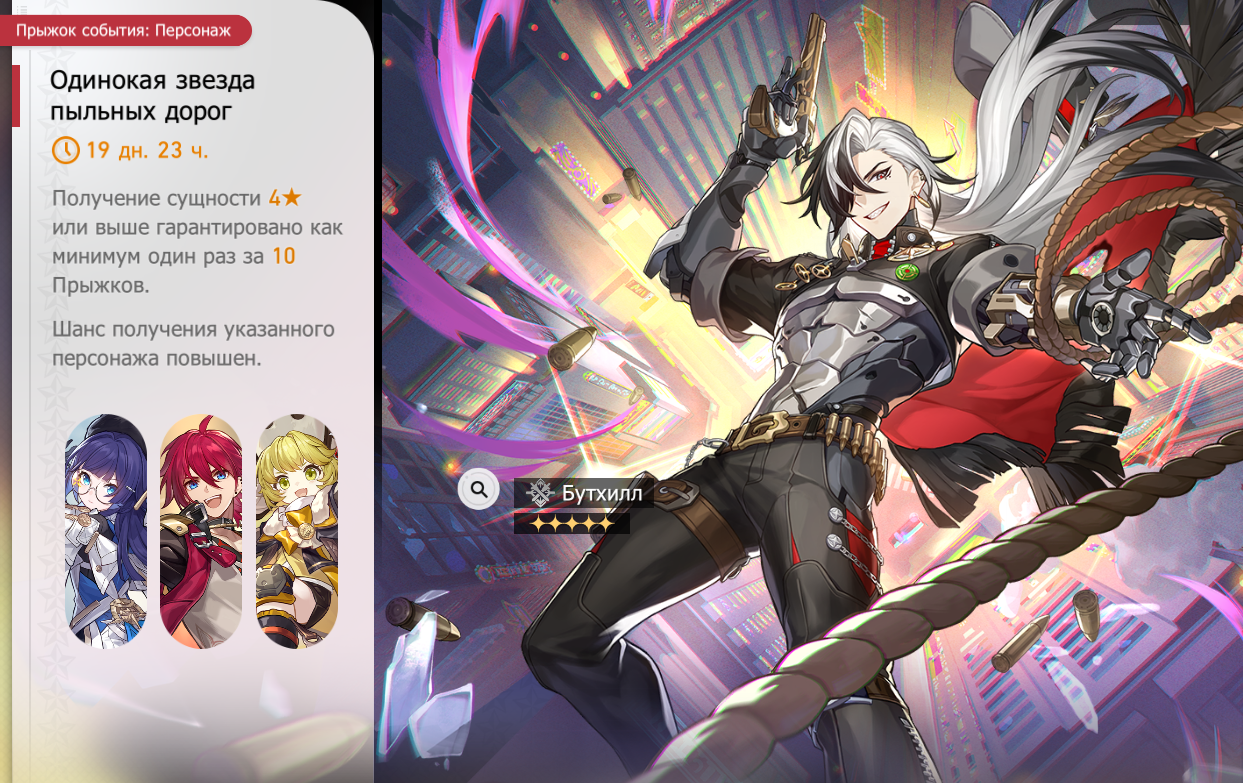 Прыжок события: Персонаж
Одинокая звезда
пыльных дорог
19 дн. 23 ч.
Получение сущности 4★
или выше гарантировано как
минимум один раз за 10
Прыжков.
Шанс получения указанного
персонажа повышен.
Бутхилл